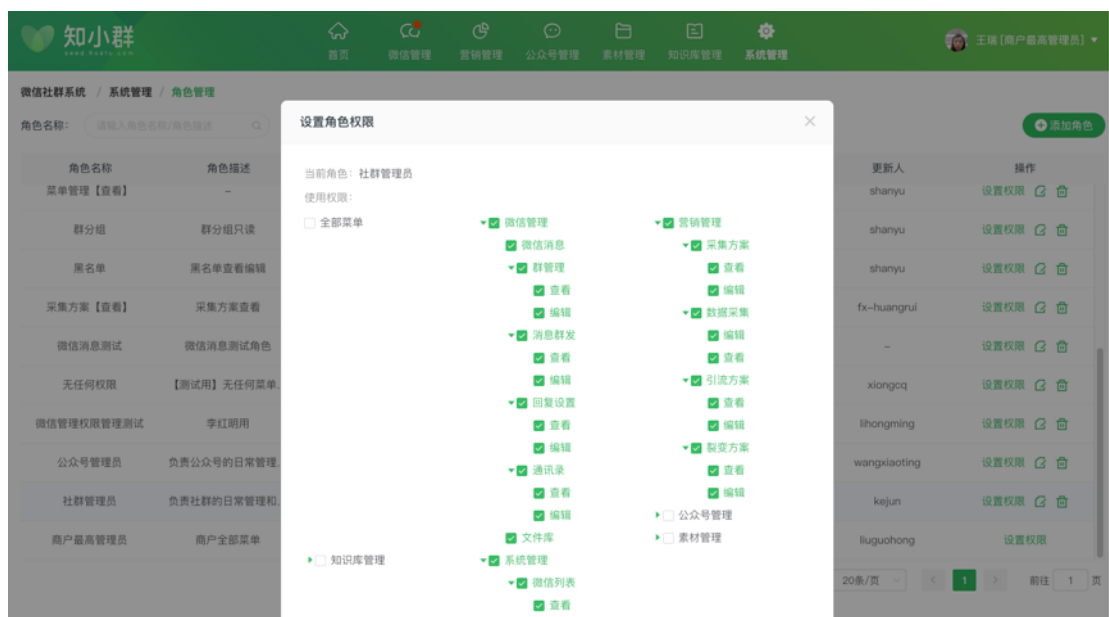 知小群
首页 微信管理 营销管理 公众号管理 素材管理 知识库管理 系统管理
王瑞 [商户最高管理员]
微信社群系统 / 系统管理 / 角色管理
角色名称： 请输入角色名称/角色描述
添加角色
设置角色权限
当前角色：社群管理员
使用权限：
全部菜单 微信管理 营销管理
微信消息 采集方案
群管理 查看
查看 编辑
编辑 数据采集
消息群发 编辑
查看 查看
编辑 引流方案
回复设置 查看
查看 编辑
编辑 裂变方案
通讯录 查看
查看 编辑
编辑 公众号管理
文件库 素材管理
知识库管理 系统管理
微信列表
查看
角色名称 角色描述 更新人 操作
菜单管理【查看】 – shanyu 设置权限
群分组 群分组只读 shanyu 设置权限
黑名单 黑名单查看编辑 shanyu 设置权限
采集方案【查看】 采集方案查看 fx-huangrui 设置权限
微信消息测试 微信消息测试角色 – 设置权限
无任何权限 【测试用】无任何菜单. xiongcq 设置权限
微信管理权限管理测试 李红明用 lihongming 设置权限
公众号管理员 负责公众号的日常管理. wangxiaoting 设置权限
社群管理员 负责社群的日常管理和. kejun 设置权限
商户最高管理员 商户全部菜单 liuguohong 设置权限
20条/页 1 前往 1 页